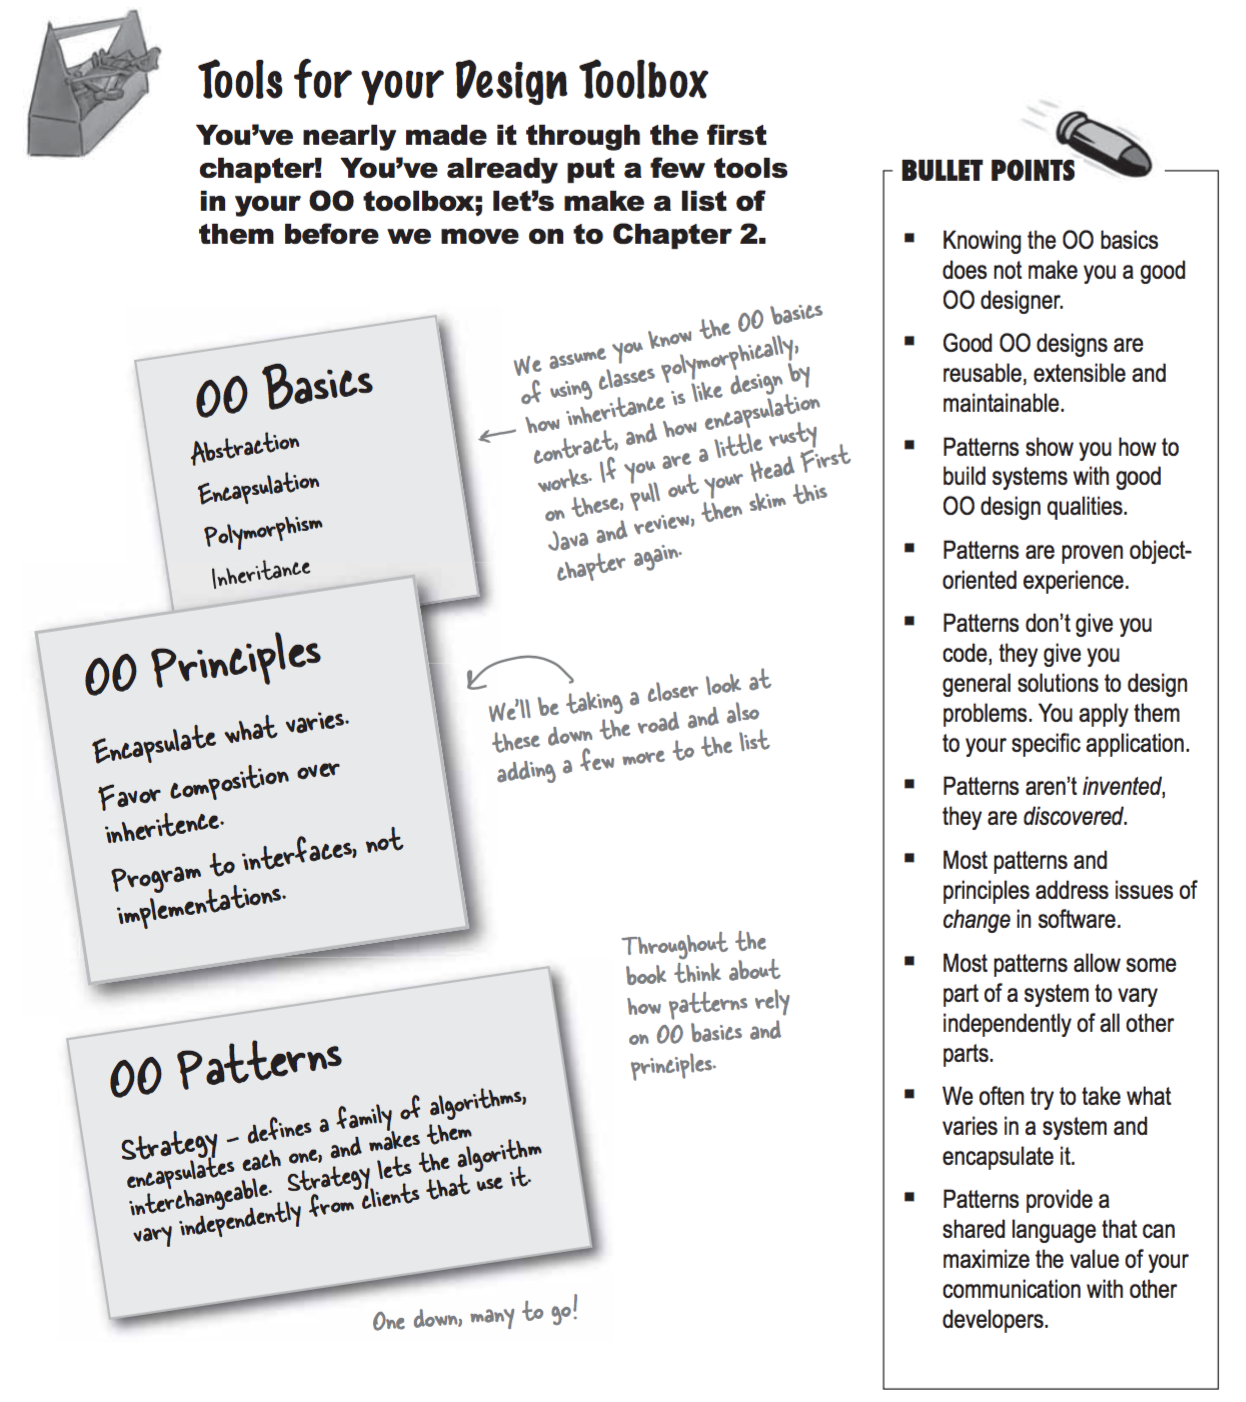 Tools for your Design Toolbox
You've nearly made it through the first
chapter! You've already put a few tools
in your OO toolbox; let's make a list of
them before we move on to Chapter 2.
OO Basics
Abstraction
Encapsulation
Polymorphism
Inheritance
We assume you know the OO basics
of using classes polymorphically,
how inheritance is like design by
contract, and how encapsulation
works. If you are a little rusty
on these, pull out your Head First
Java and review, then skim this
chapter again.
OO Principles
Encapsulate what varies.
Favor composition over
inheritence.
Program to interfaces, not
implementations.
We'll be taking a closer look at
these down the road and also
adding a few more to the list
Throughout the
book think about
how patterns rely
on OO basics and
principles.
OO Patterns
Strategy – defines a family of algorithms,
encapsulates each one, and makes them
interchangeable. Strategy lets the algorithm
vary independently from clients that use it.
One down, many to go!
BULLET POINTS
■ Knowing the OO basics
does not make you a good
OO designer.
■ Good OO designs are
reusable, extensible and
maintainable.
■ Patterns show you how to
build systems with good
OO design qualities.
■ Patterns are proven object-
oriented experience.
■ Patterns don't give you
code, they give you
general solutions to design
problems. You apply them
to your specific application.
■ Patterns aren't invented,
they are discovered.
■ Most patterns and
principles address issues of
change in software.
■ Most patterns allow some
part of a system to vary
independently of all other
parts.
■ We often try to take what
varies in a system and
encapsulate it.
■ Patterns provide a
shared language that can
maximize the value of your
communication with other
developers.